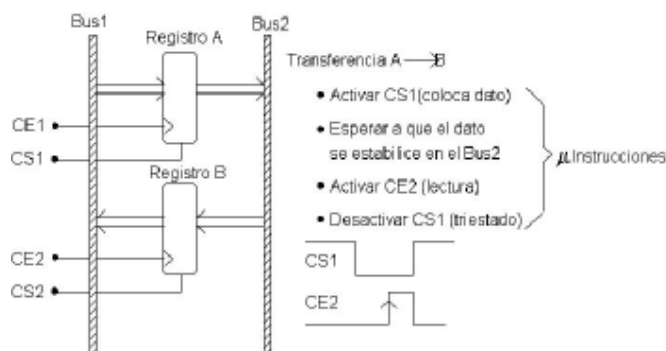 Bus1
Bus2
Registro A
CE1
CS1
Registro B
CE2
CS2
Transferencia A → B
• Activar CS1 (coloca dato)
• Esperar a que el dato
se estabilice en el Bus2
• Activar CE2 (lectura)
• Desactivar CS1 (triestado)
μInstrucciones
CS1
CE2